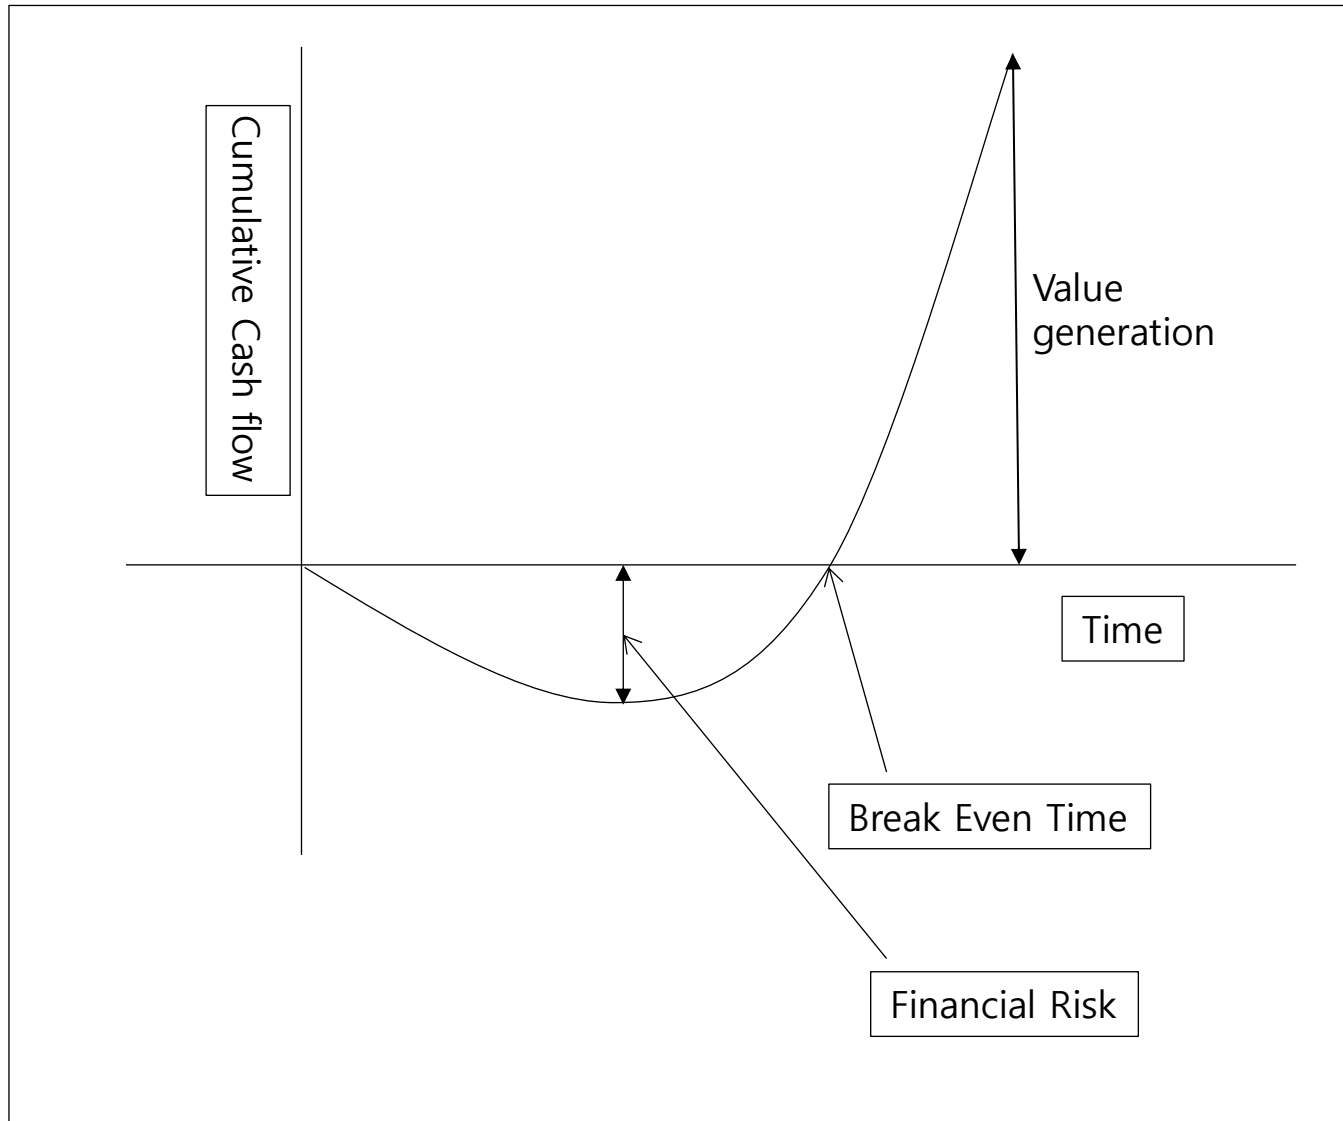 Cumulative Cash flow
Value
generation
Time
Break Even Time
Financial Risk